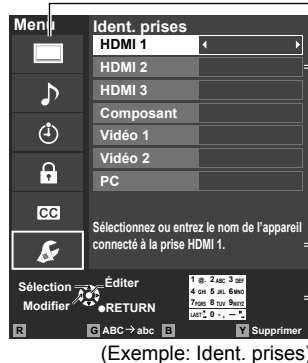 Menu
Ident. prises
HDMI 1
HDMI 2
HDMI 3
Composant
Vidéo 1
Vidéo 2
PC
CC
Sélectionnez ou entrez le nom de l'appareil
connecté à la prise HDMI 1.
Sélection
Éditer
Modifier
RETURN
1 @. 2 ABC 3 DEF
4 GHI 5 JKL 6 MNO
7 PQRS 8 TUV 9 WXYZ
LAST 0 - , —
R G ABC→abc B Y Supprimer
(Exemple: Ident. prises)